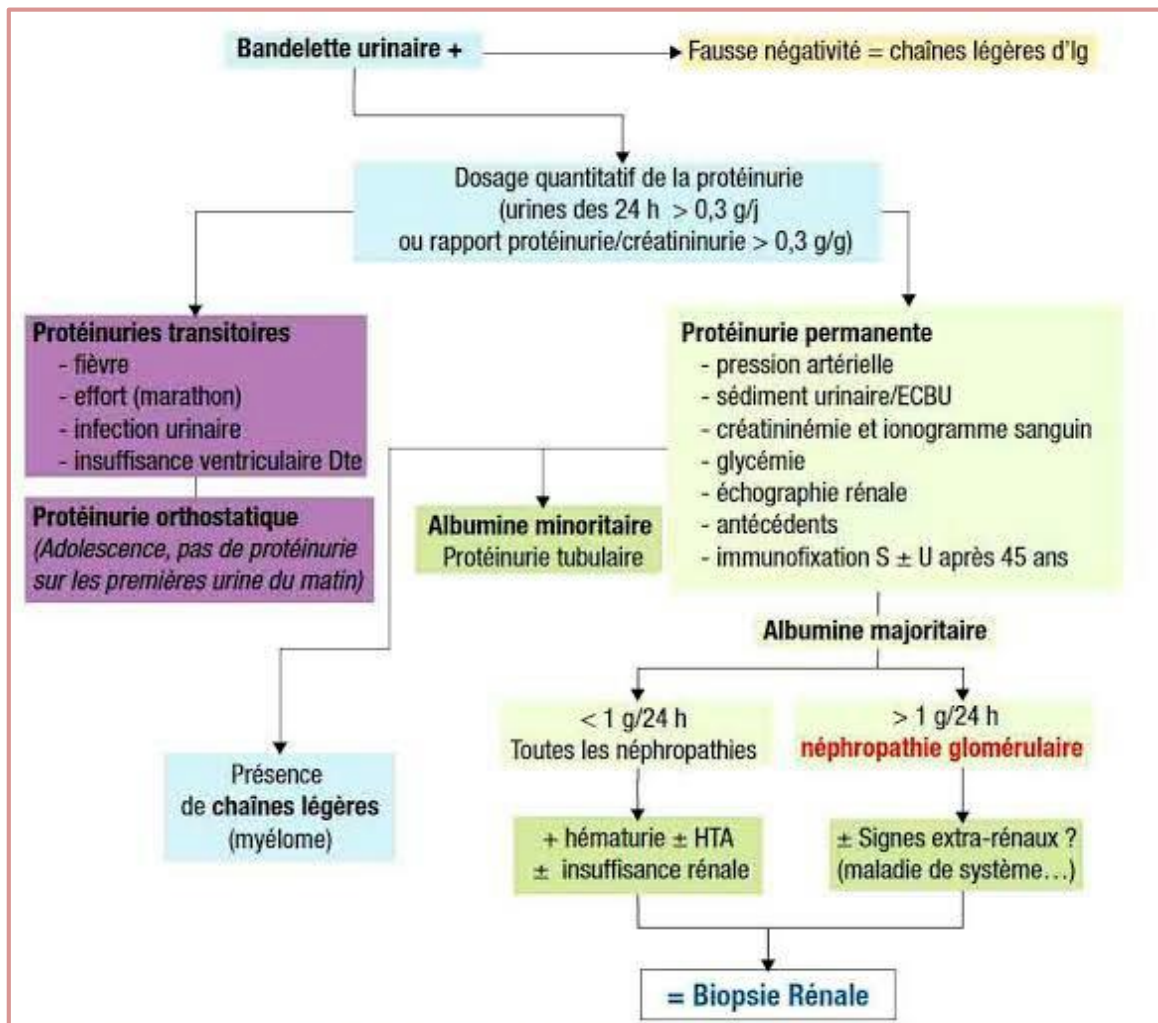 Bandelette urinaire +
Fausse négativité = chaînes légères d'Ig
Dosage quantitatif de la protéinurie
(urines des 24 h > 0,3 g/j
ou rapport protéinurie/créatininurie > 0,3 g/g)
Protéinuries transitoires
- fièvre
- effort (marathon)
- infection urinaire
- insuffisance ventriculaire Dte
Protéinurie orthostatique
(Adolescence, pas de protéinurie
sur les premières urine du matin)
Protéinurie permanente
- pression artérielle
- sédiment urinaire/ECBU
- créatininémie et ionogramme sanguin
- glycémie
- échographie rénale
- antécédents
- immunofixation S ± U après 45 ans
Albumine minoritaire
Protéinurie tubulaire
Albumine majoritaire
Présence
de chaînes légères
(myélome)
< 1 g/24 h
Toutes les néphropathies
> 1 g/24 h
néphropathie glomérulaire
+ hématurie ± HTA
± insuffisance rénale
± Signes extra-rénaux ?
(maladie de système…)
= Biopsie Rénale